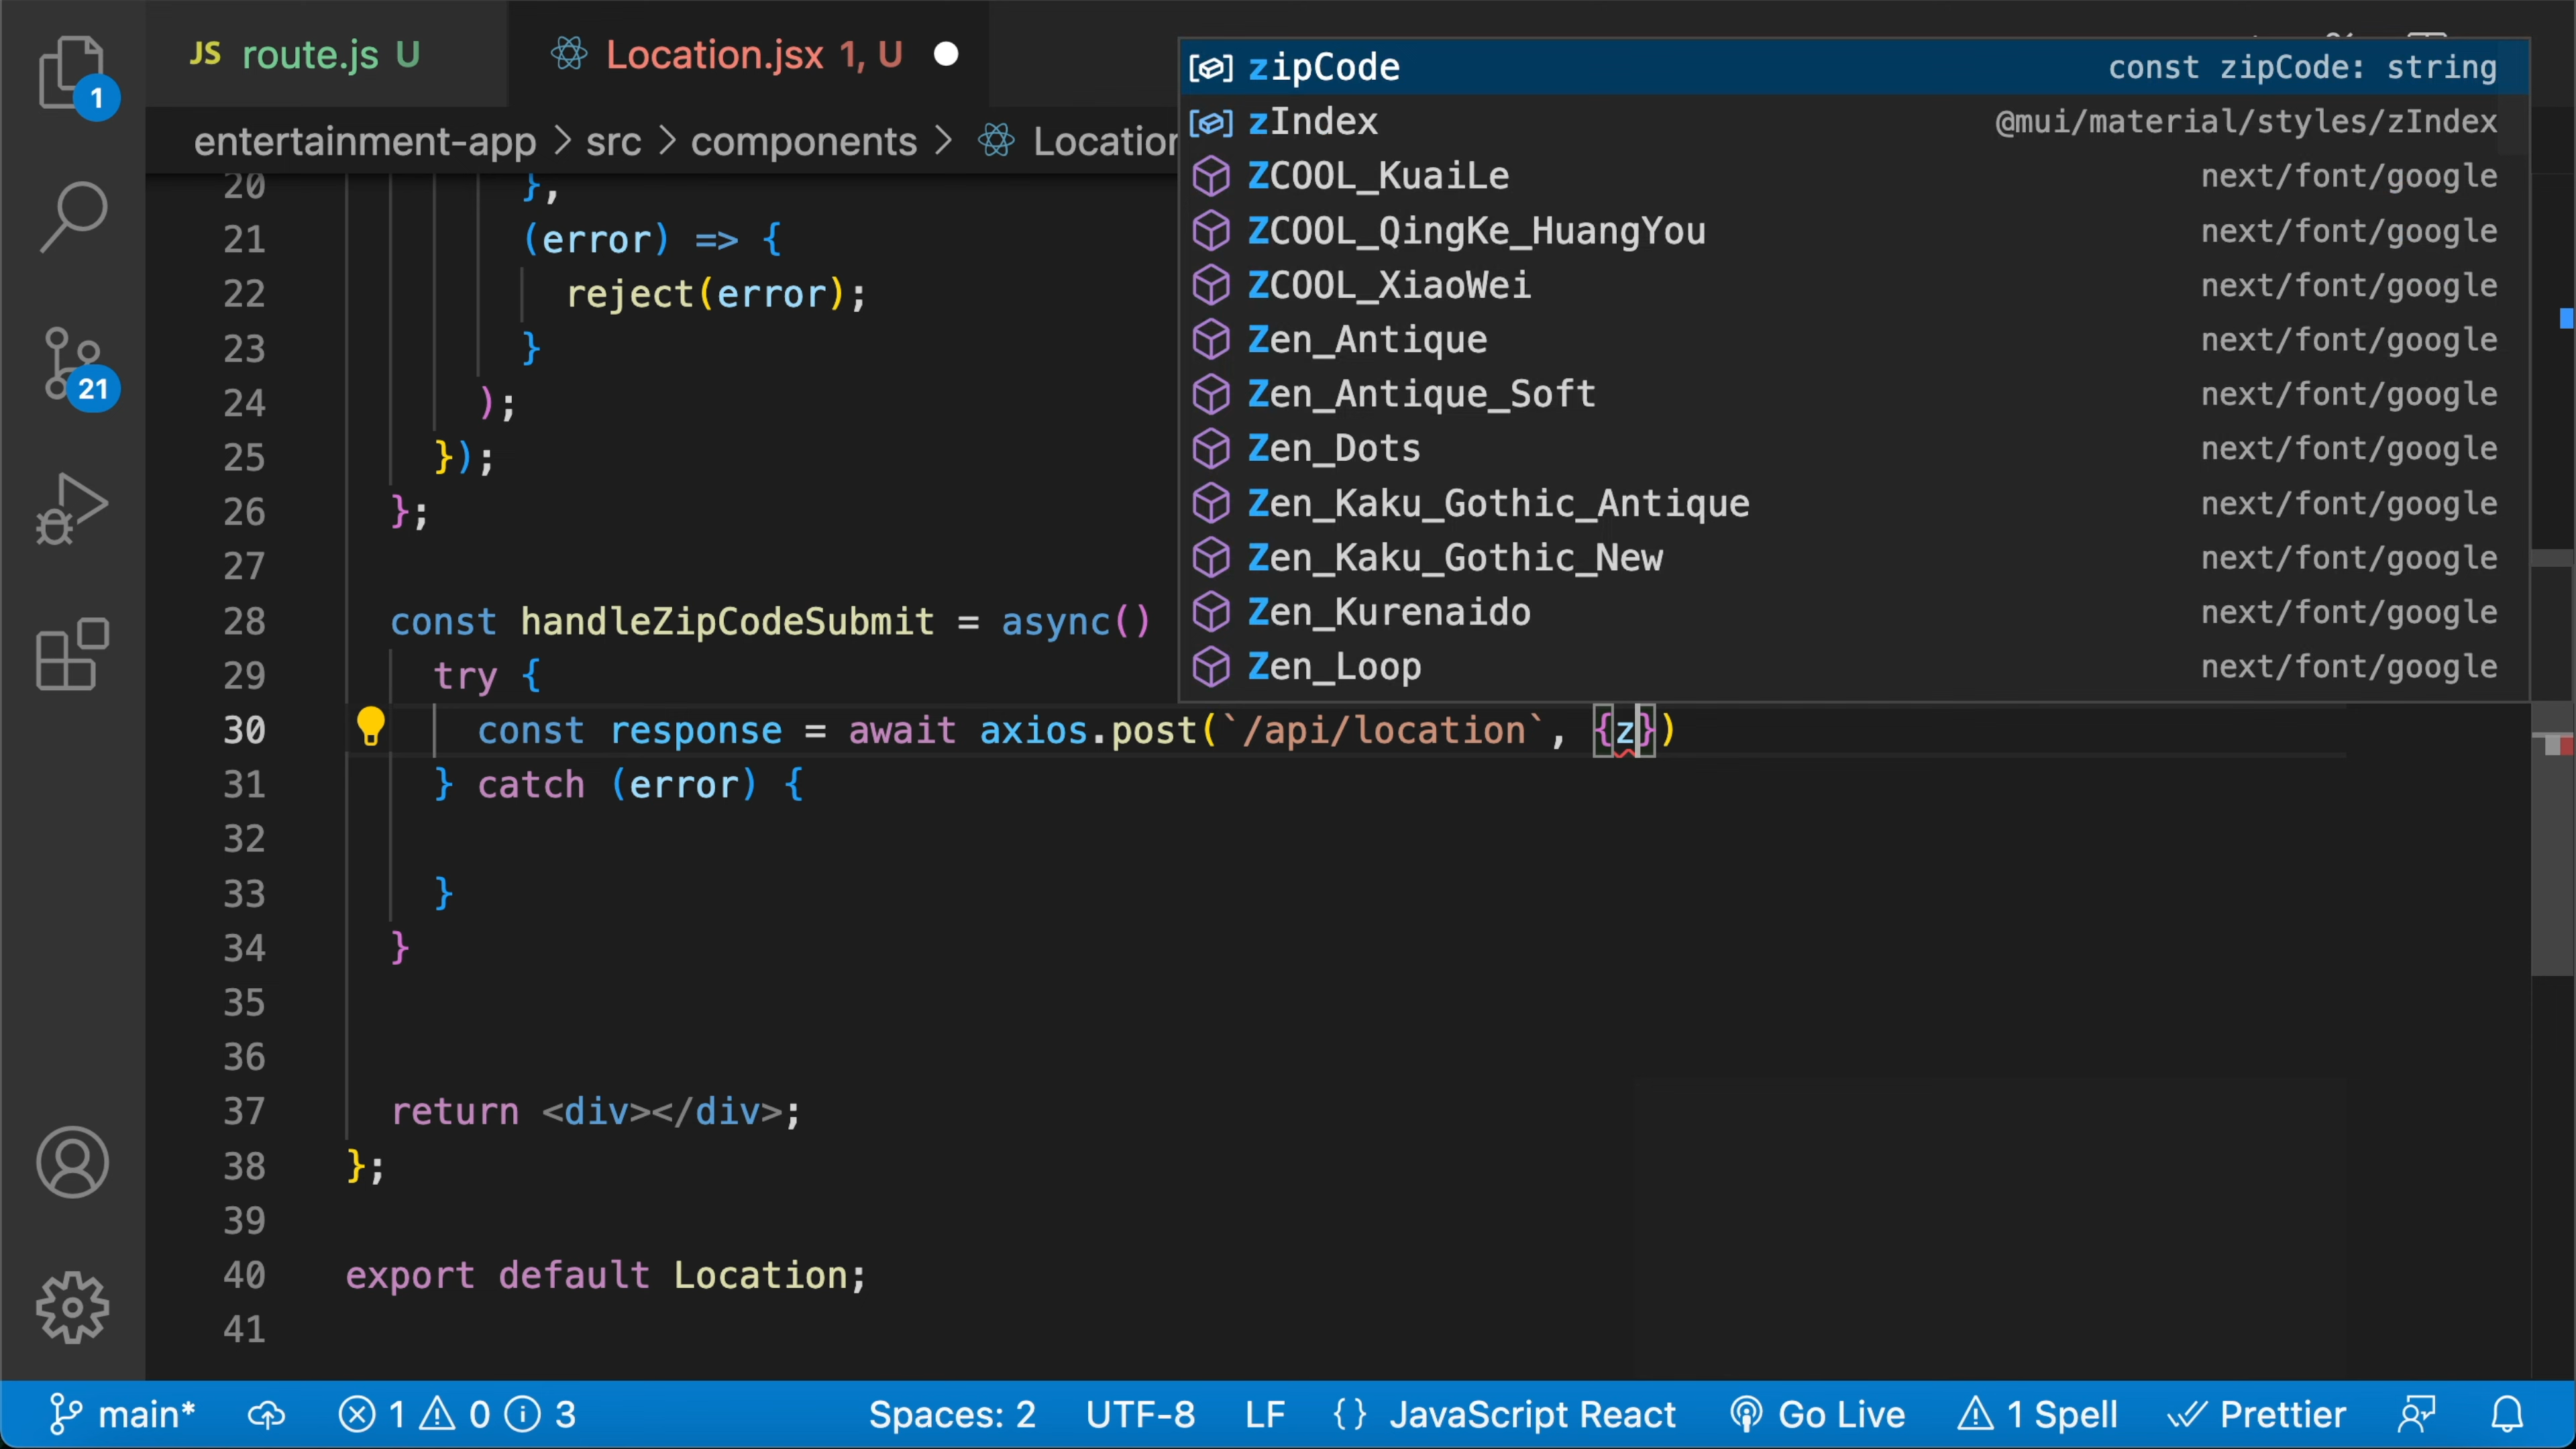 JS route.js U
Location.jsx 1, U
entertainment-app > src > components > Location
1
21
20 },
21 (error) => {
22 reject(error);
23 }
24 );
25 });
26 };
27
28 const handleZipCodeSubmit = async()
29 try {
30 const response = await axios.post(`/api/location`, {z})
31 } catch (error) {
32
33 }
34 }
35
36
37 return <div></div>;
38 };
39
40 export default Location;
41
zipCode const zipCode: string
zIndex @mui/material/styles/zIndex
ZCOOL_KuaiLe next/font/google
ZCOOL_QingKe_HuangYou next/font/google
ZCOOL_XiaoWei next/font/google
Zen_Antique next/font/google
Zen_Antique_Soft next/font/google
Zen_Dots next/font/google
Zen_Kaku_Gothic_Antique next/font/google
Zen_Kaku_Gothic_New next/font/google
Zen_Kurenaido next/font/google
Zen_Loop next/font/google
main* 1 0 3 Spaces: 2 UTF-8 LF {} JavaScript React Go Live 1 Spell Prettier